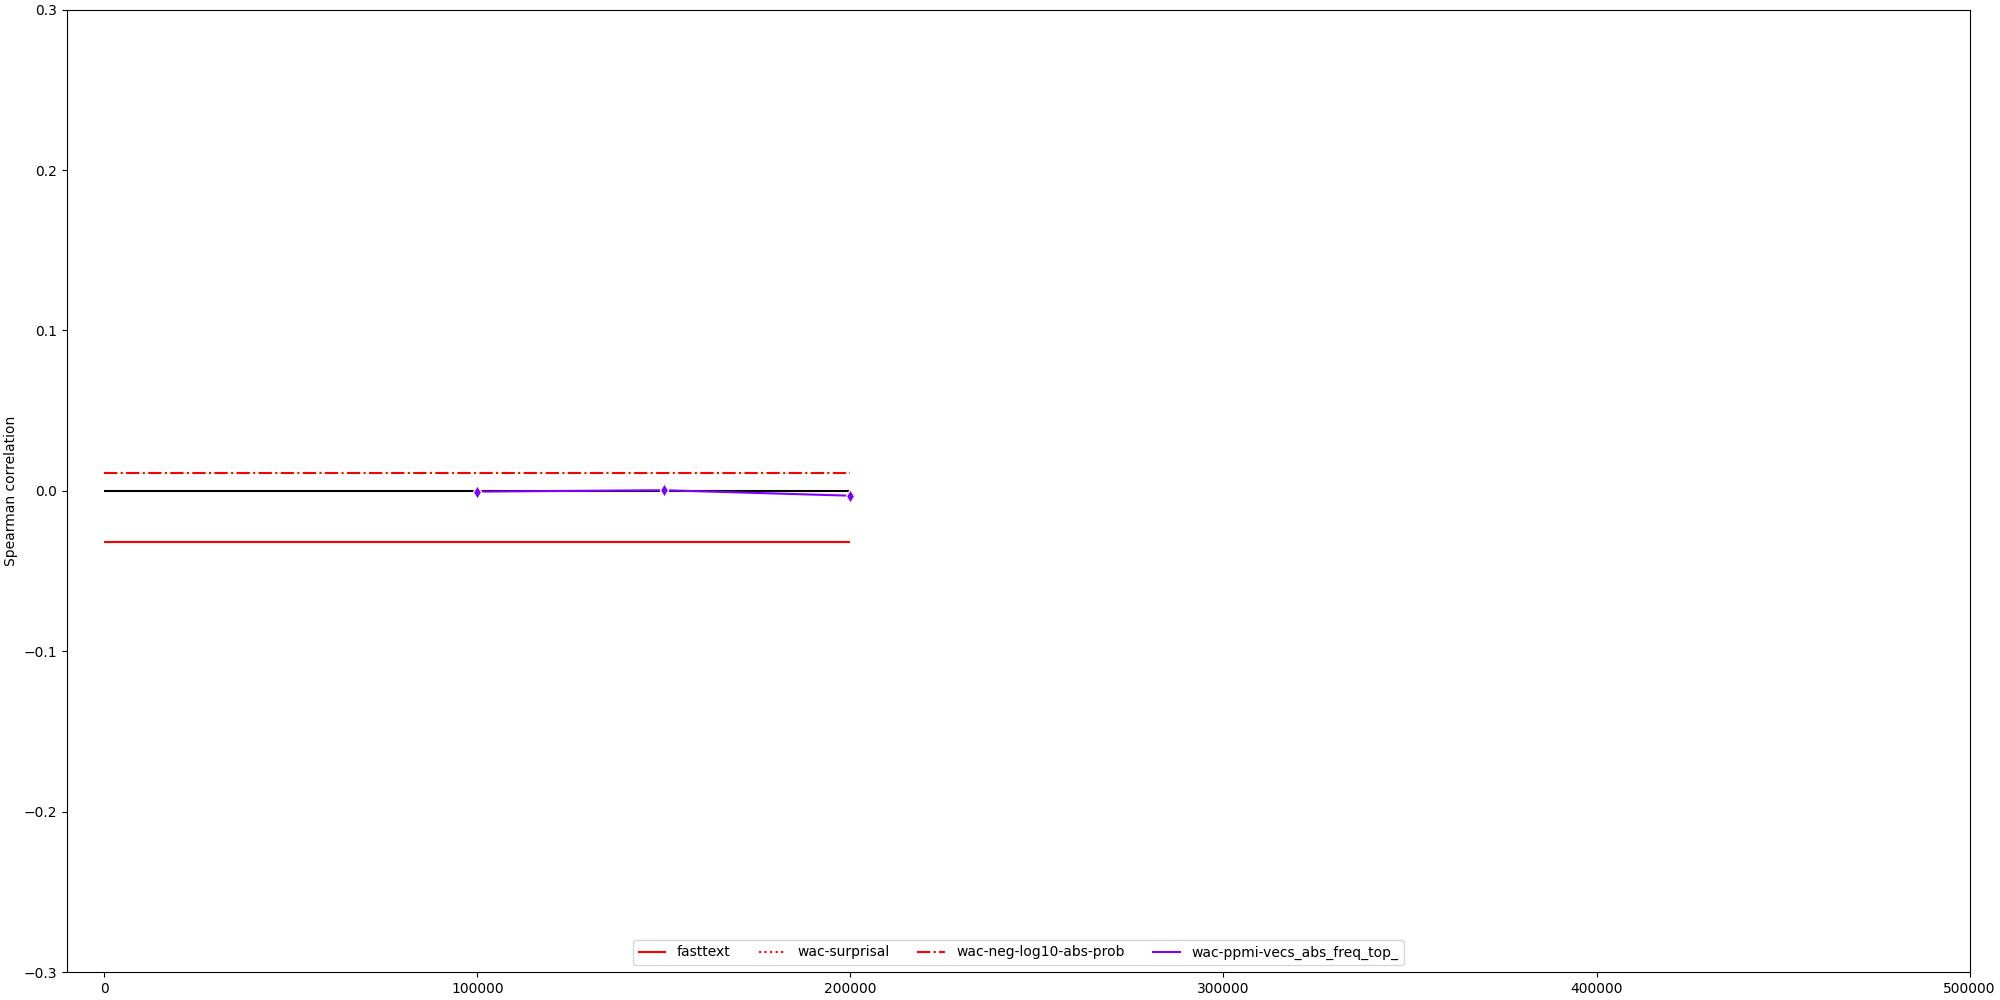 0.3
0.2
0.1
0.0
−0.1
−0.2
−0.3
Spearman correlation
fasttext wac-surprisal wac-neg-log10-abs-prob wac-ppmi-vecs_abs_freq_top_
0 100000 200000 300000 400000 500000